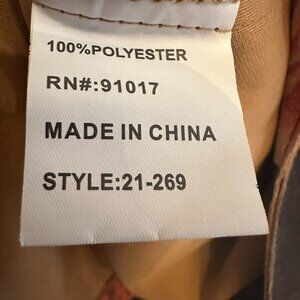 100%POLYESTER
RN#:91017
MADE IN CHINA
STYLE:21-269